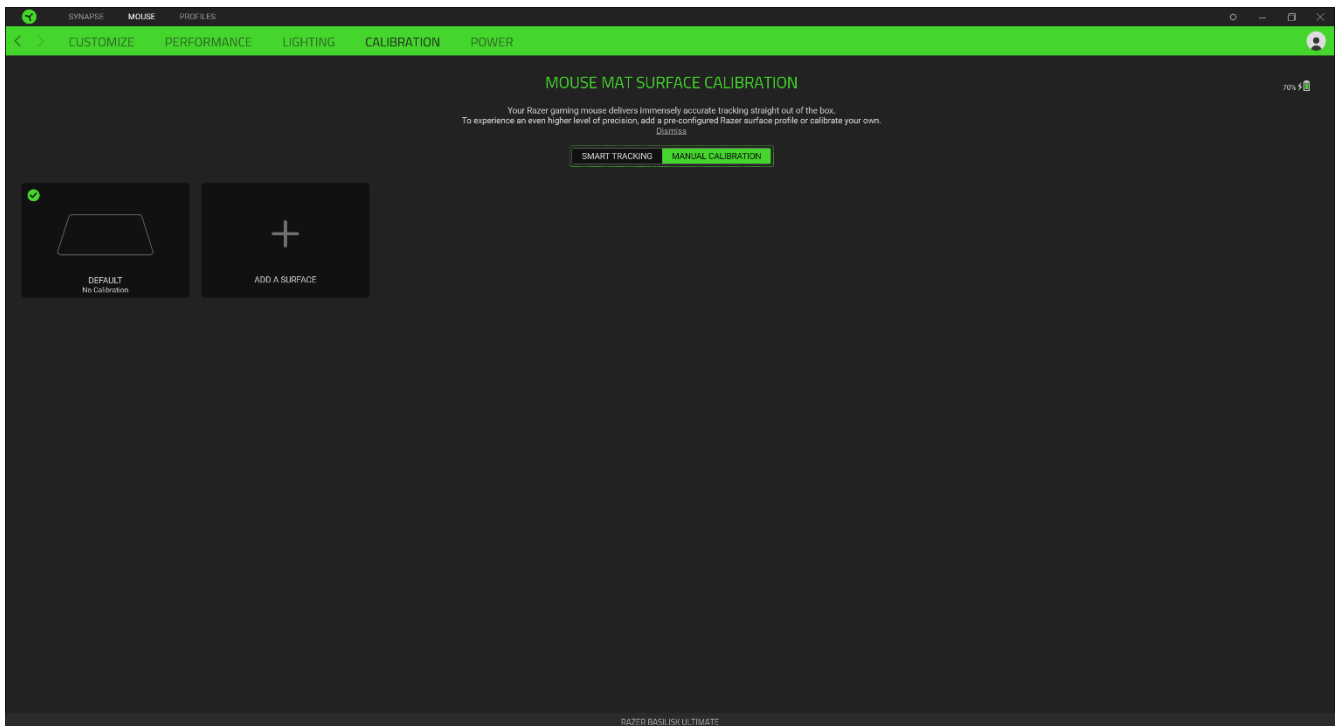 SYNAPSE MOUSE PROFILES
CUSTOMIZE PERFORMANCE LIGHTING CALIBRATION POWER
MOUSE MAT SURFACE CALIBRATION
70%
Your Razer gaming mouse delivers immensely accurate tracking straight out of the box.
To experience an even higher level of precision, add a pre-configured Razer surface profile or calibrate your own.
Dismiss
SMART TRACKING MANUAL CALIBRATION
DEFAULT
No Calibration
ADD A SURFACE
RAZER BASILISK ULTIMATE